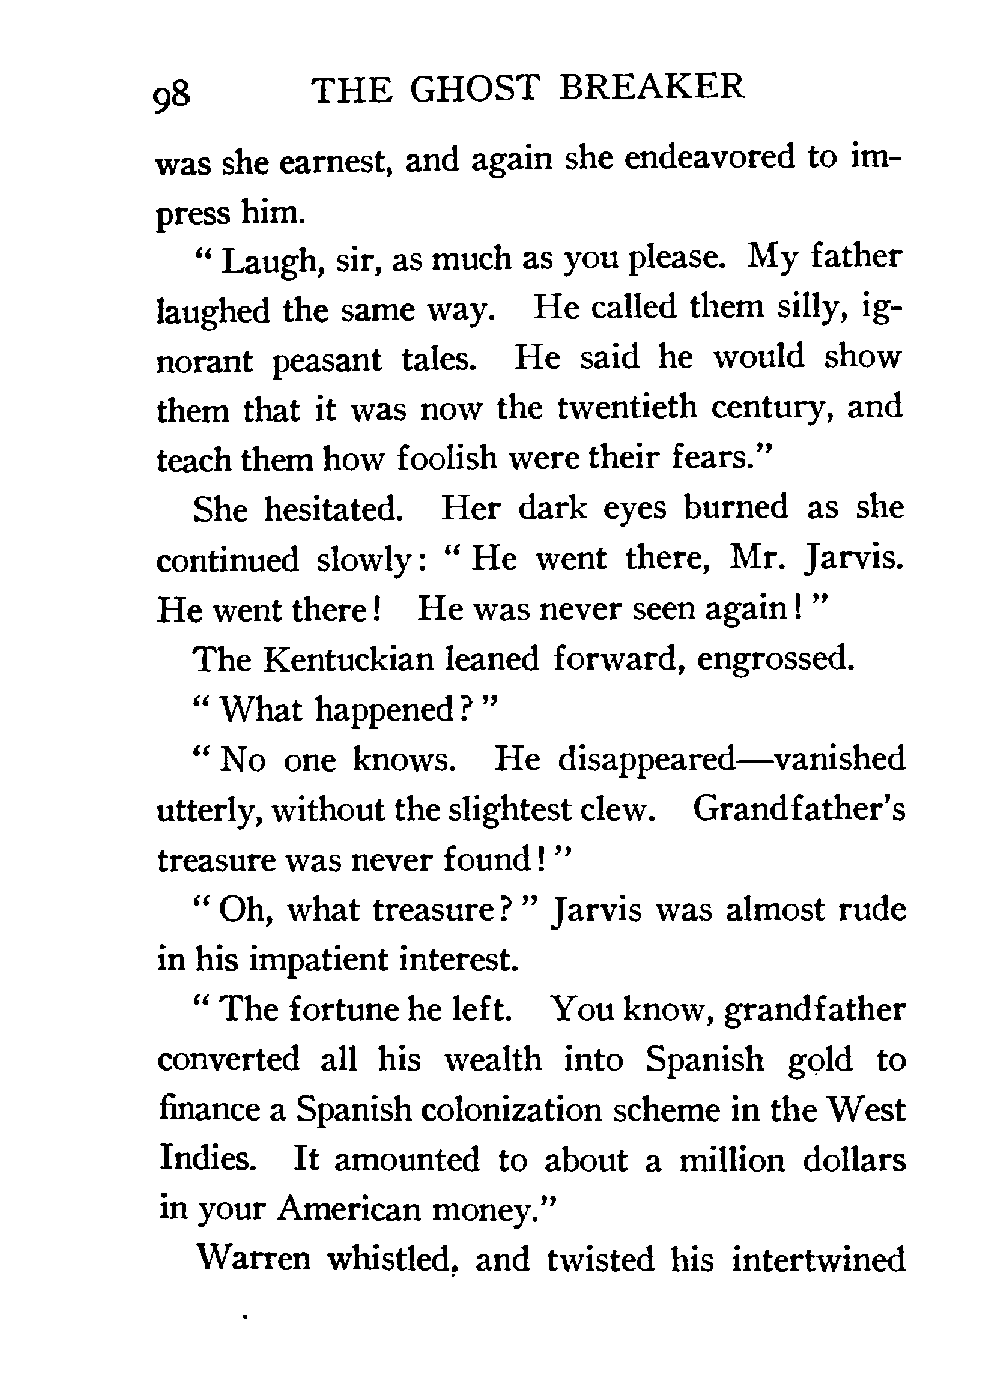 98 THE GHOST BREAKER
was she earnest, and again she endeavored to im-
press him.
“ Laugh, sir, as much as you please. My father
laughed the same way. He called them silly, ig-
norant peasant tales. He said he would show
them that it was now the twentieth century, and
teach them how foolish were their fears.”
She hesitated. Her dark eyes burned as she
continued slowly: “ He went there, Mr. Jarvis.
He went there! He was never seen again! ”
The Kentuckian leaned forward, engrossed.
“ What happened? ”
“ No one knows. He disappeared—vanished
utterly, without the slightest clew. Grandfather’s
treasure was never found! ”
“ Oh, what treasure? ” Jarvis was almost rude
in his impatient interest.
“ The fortune he left. You know, grandfather
converted all his wealth into Spanish gold to
finance a Spanish colonization scheme in the West
Indies. It amounted to about a million dollars
in your American money.”
Warren whistled, and twisted his intertwined